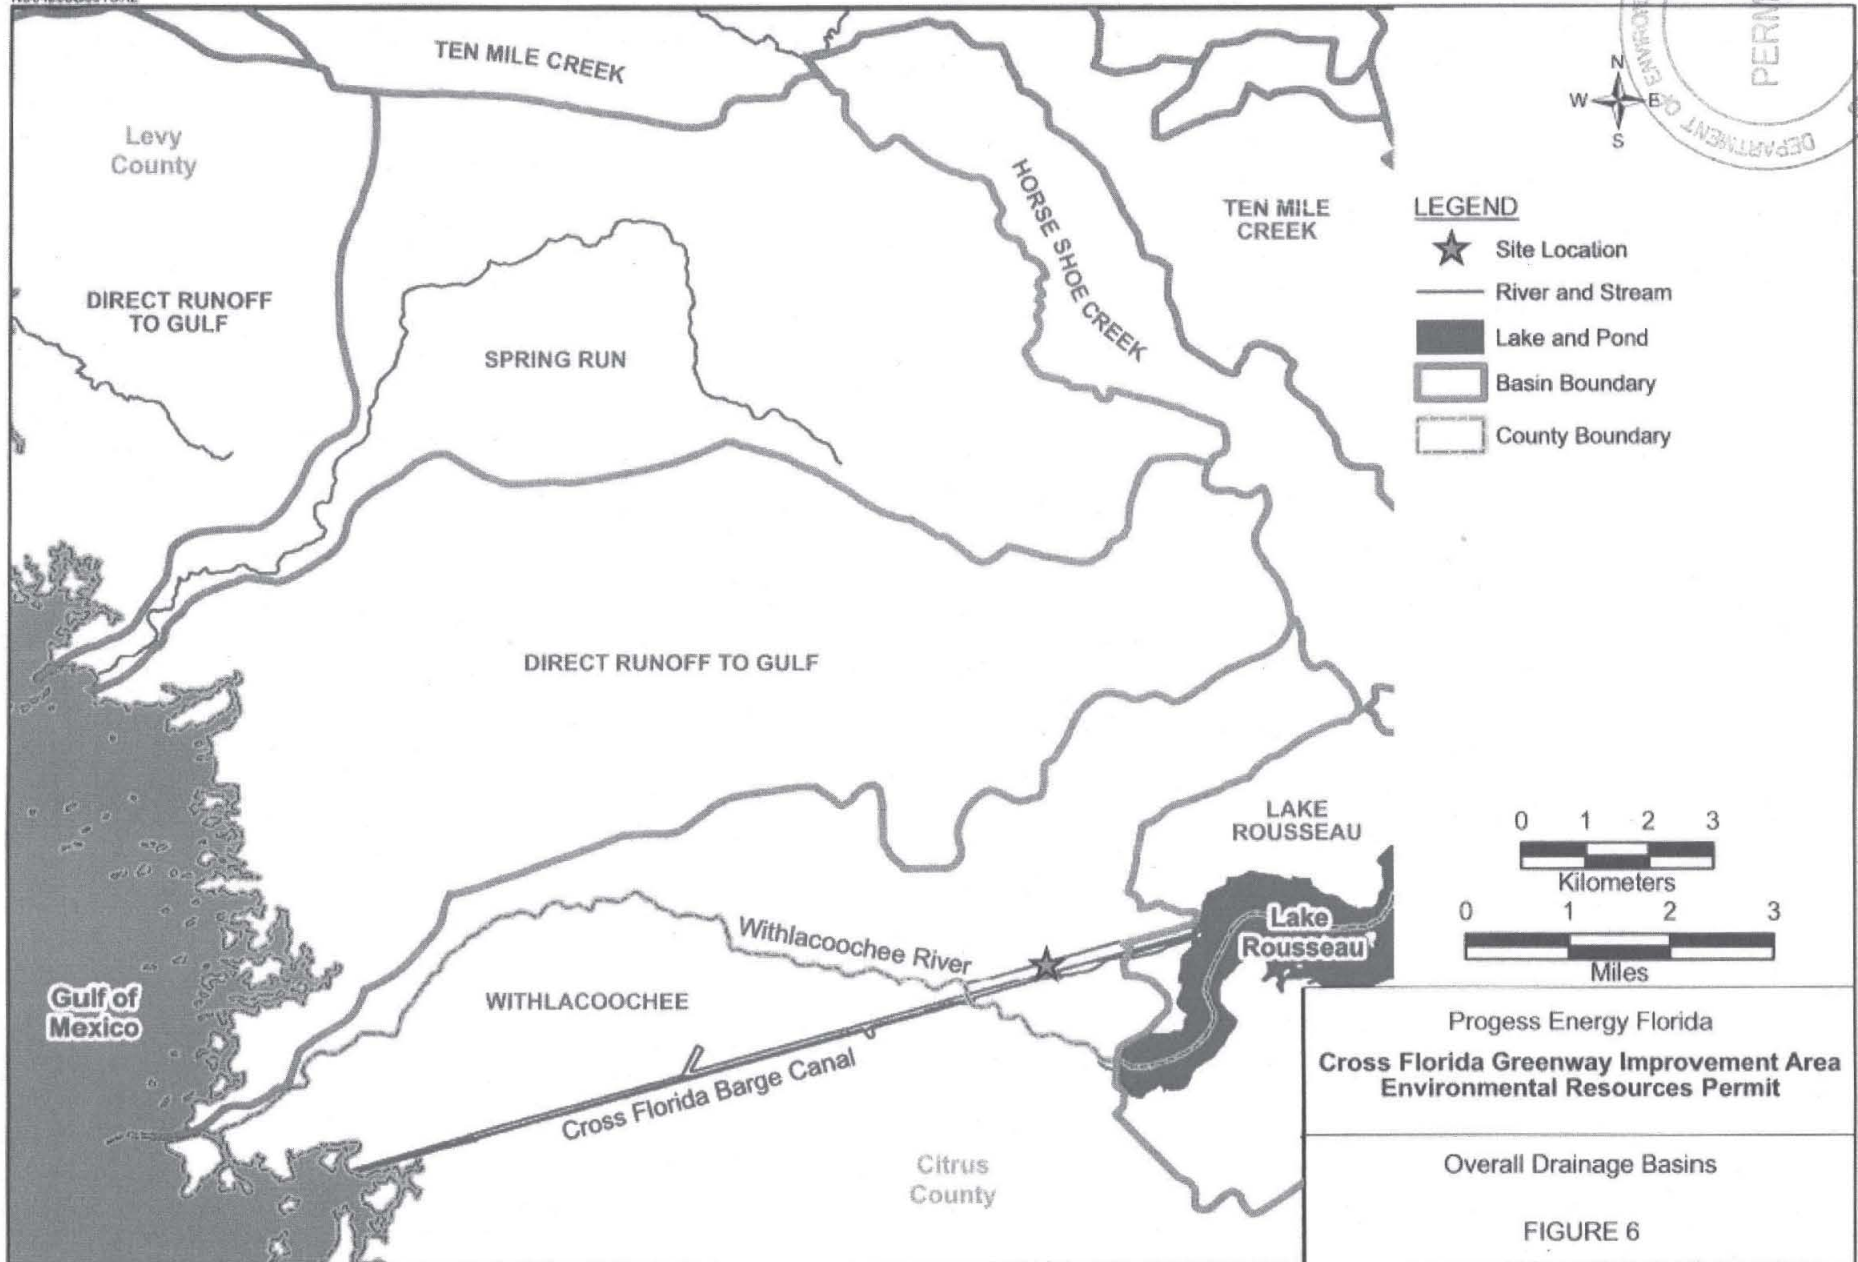 TEN MILE CREEK
Levy
County
DIRECT RUNOFF
TO GULF
SPRING RUN
HORSE SHOE CREEK
TEN MILE
CREEK
DIRECT RUNOFF TO GULF
LAKE
ROUSSEAU
Lake
Rousseau
Withlacoochee River
WITHLACOOCHEE
Gulf of
Mexico
Cross Florida Barge Canal
Citrus
County
PERM
DEPARTMENT OF ENVIRON
N
W E
S
LEGEND
Site Location
River and Stream
Lake and Pond
Basin Boundary
County Boundary
0 1 2 3
Kilometers
0 1 2 3
Miles
Progess Energy Florida
Cross Florida Greenway Improvement Area
Environmental Resources Permit
Overall Drainage Basins
FIGURE 6